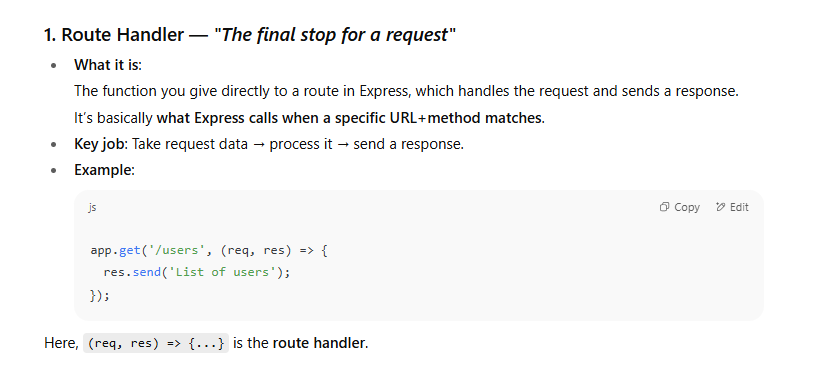 1. Route Handler — "The final stop for a request"
• What it is:
The function you give directly to a route in Express, which handles the request and sends a response.
It's basically what Express calls when a specific URL+method matches.
• Key job: Take request data → process it → send a response.
• Example:
js
Copy
Edit
app.get('/users', (req, res) => {
  res.send('List of users');
});
Here, (req, res) => {...} is the route handler.